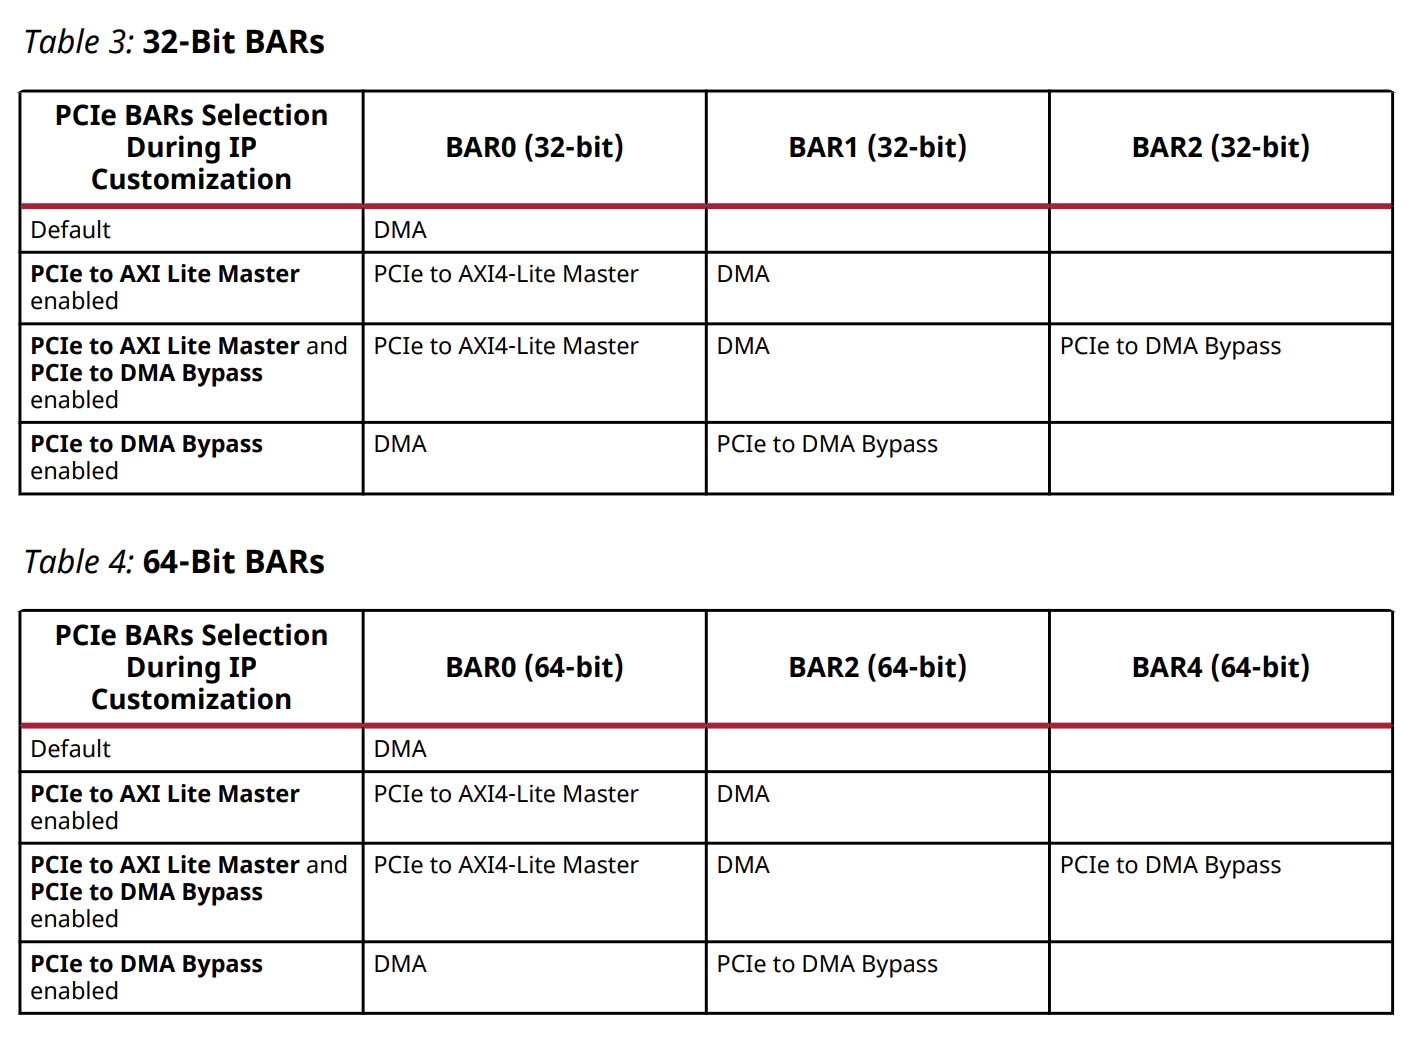 Table 3: 32-Bit BARs
PCIe BARs Selection
During IP
Customization
BAR0 (32-bit)
BAR1 (32-bit)
BAR2 (32-bit)
Default
DMA
PCIe to AXI Lite Master
enabled
PCIe to AXI4-Lite Master
DMA
PCIe to AXI Lite Master and
PCIe to DMA Bypass
enabled
PCIe to AXI4-Lite Master
DMA
PCIe to DMA Bypass
PCIe to DMA Bypass
enabled
DMA
PCIe to DMA Bypass
Table 4: 64-Bit BARs
PCIe BARs Selection
During IP
Customization
BAR0 (64-bit)
BAR2 (64-bit)
BAR4 (64-bit)
Default
DMA
PCIe to AXI Lite Master
enabled
PCIe to AXI4-Lite Master
DMA
PCIe to AXI Lite Master and
PCIe to DMA Bypass
enabled
PCIe to AXI4-Lite Master
DMA
PCIe to DMA Bypass
PCIe to DMA Bypass
enabled
DMA
PCIe to DMA Bypass